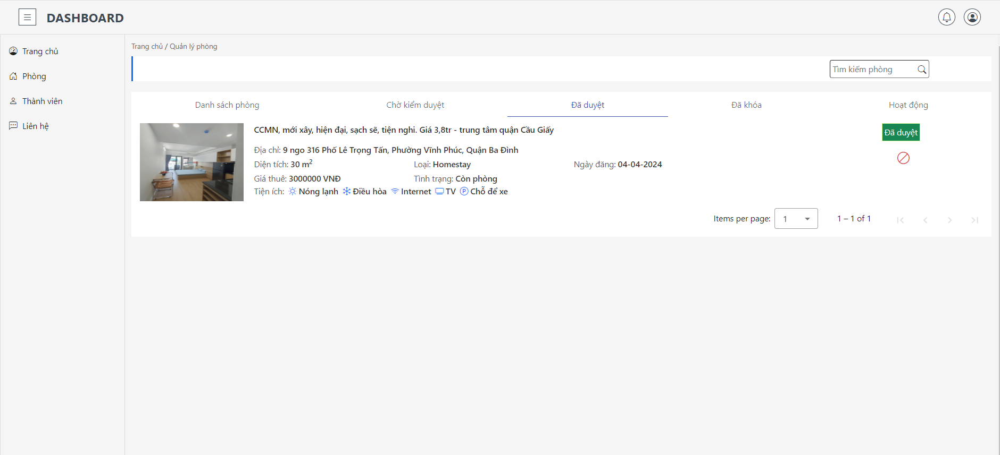 DASHBOARD
Trang chủ
Phòng
Thành viên
Liên hệ
Trang chủ / Quản lý phòng
Tìm kiếm phòng
Danh sách phòng
Chờ kiểm duyệt
Đã duyệt
Đã khóa
Hoạt động
CCMN, mới xây, hiện đại, sạch sẽ, tiện nghi. Giá 3,8tr - trung tâm quận Cầu Giấy
Đã duyệt
Địa chỉ: 9 ngo 316 Phố Lê Trọng Tấn, Phường Vĩnh Phúc, Quận Ba Đình
Diện tích: 30 m² Loại: Homestay Ngày đăng: 04-04-2024
Giá thuê: 3000000 VNĐ Tình trạng: Còn phòng
Tiện ích: Nóng lạnh Điều hòa Internet TV Chỗ để xe
Items per page: 1 1 – 1 of 1